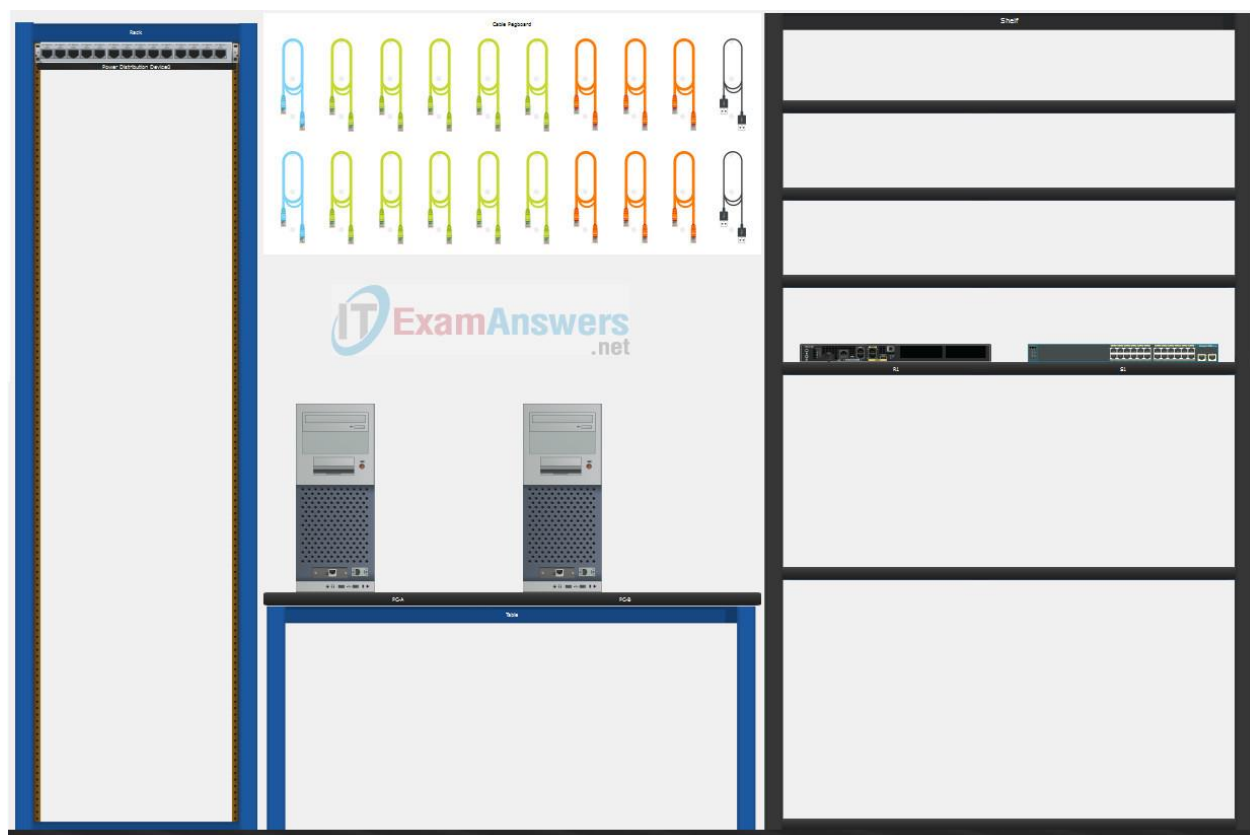 Rack
Power Distribution Device0
Cable Pegboard
Shelf
ITExamAnswers
.net
R1
S1
PC-A
PC-B
Table